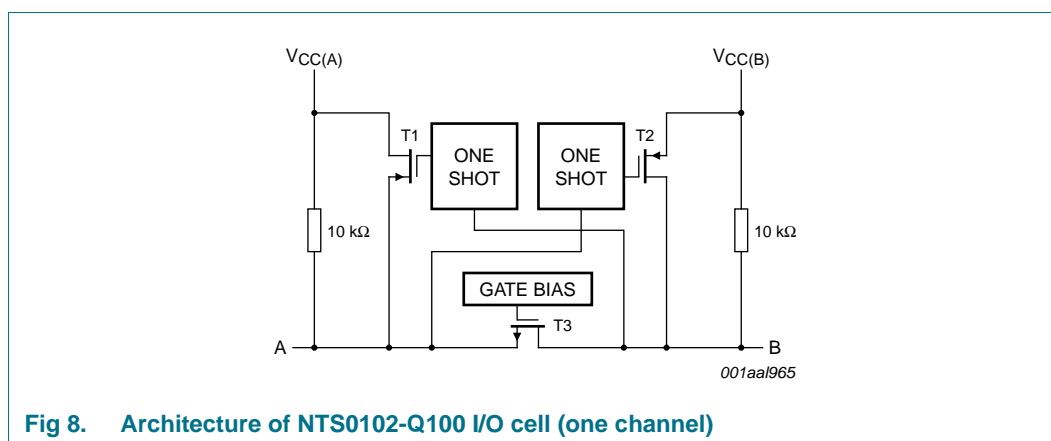 VCC(A)
VCC(B)
T1
T2
ONE
SHOT
ONE
SHOT
10 kΩ
10 kΩ
GATE BIAS
T3
A
B
001aal965
Fig 8. Architecture of NTS0102-Q100 I/O cell (one channel)